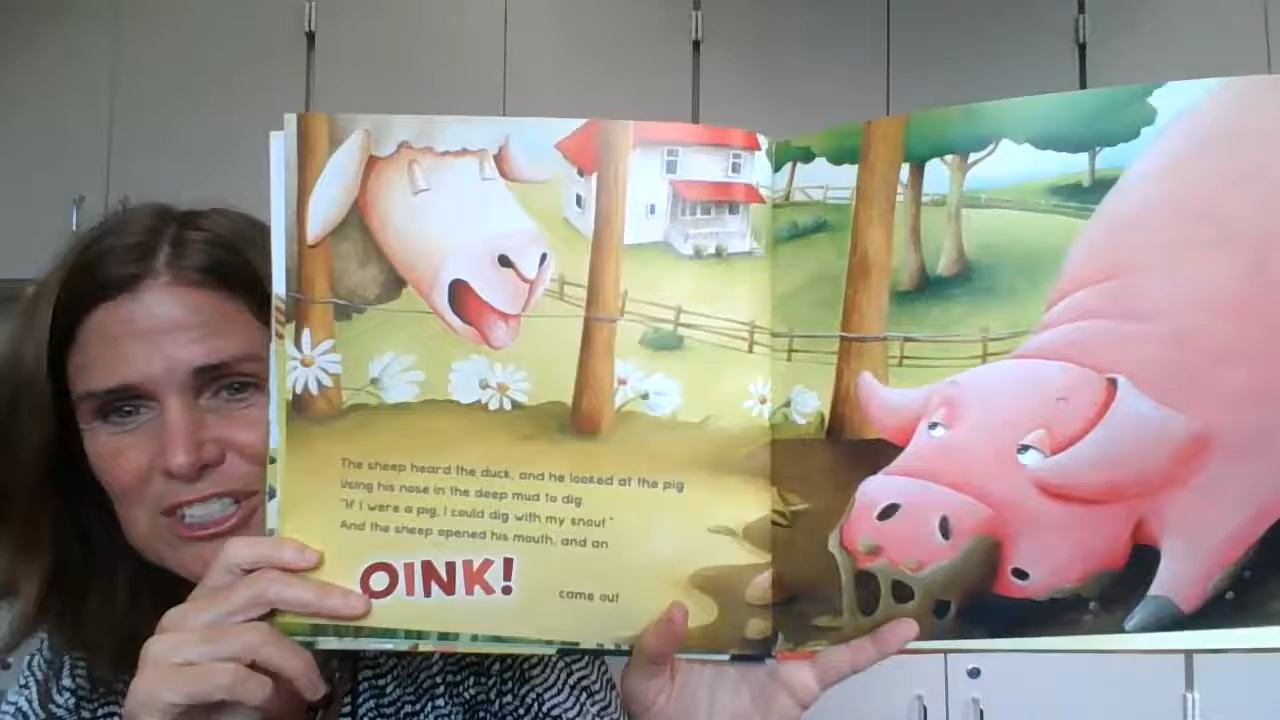 The sheep heard the duck, and he looked at the pig
Using his nose in the deep mud to dig.
"If I were a pig, I could dig with my snout."
And the sheep opened his mouth, and an
OINK!
came out